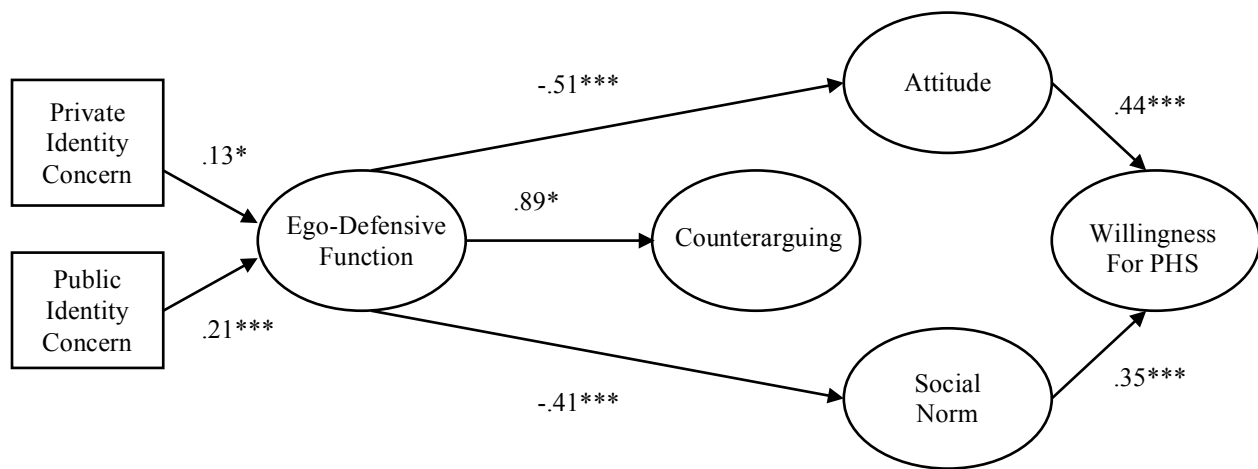 Private
Identity
Concern
.13*
Public
Identity
Concern
.21***
Ego-Defensive
Function
-.51***
.89*
-.41***
Attitude
Counterarguing
Social
Norm
.44***
.35***
Willingness
For PHS